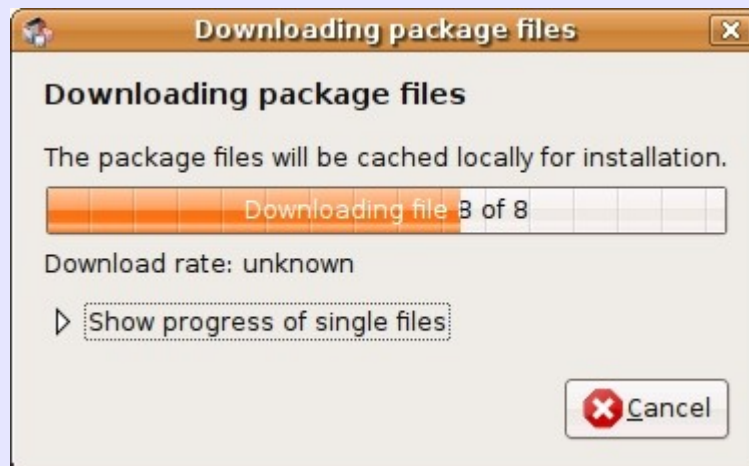 Downloading package files
Downloading package files
The package files will be cached locally for installation.
Downloading file 8 of 8
Download rate: unknown
Show progress of single files
Cancel